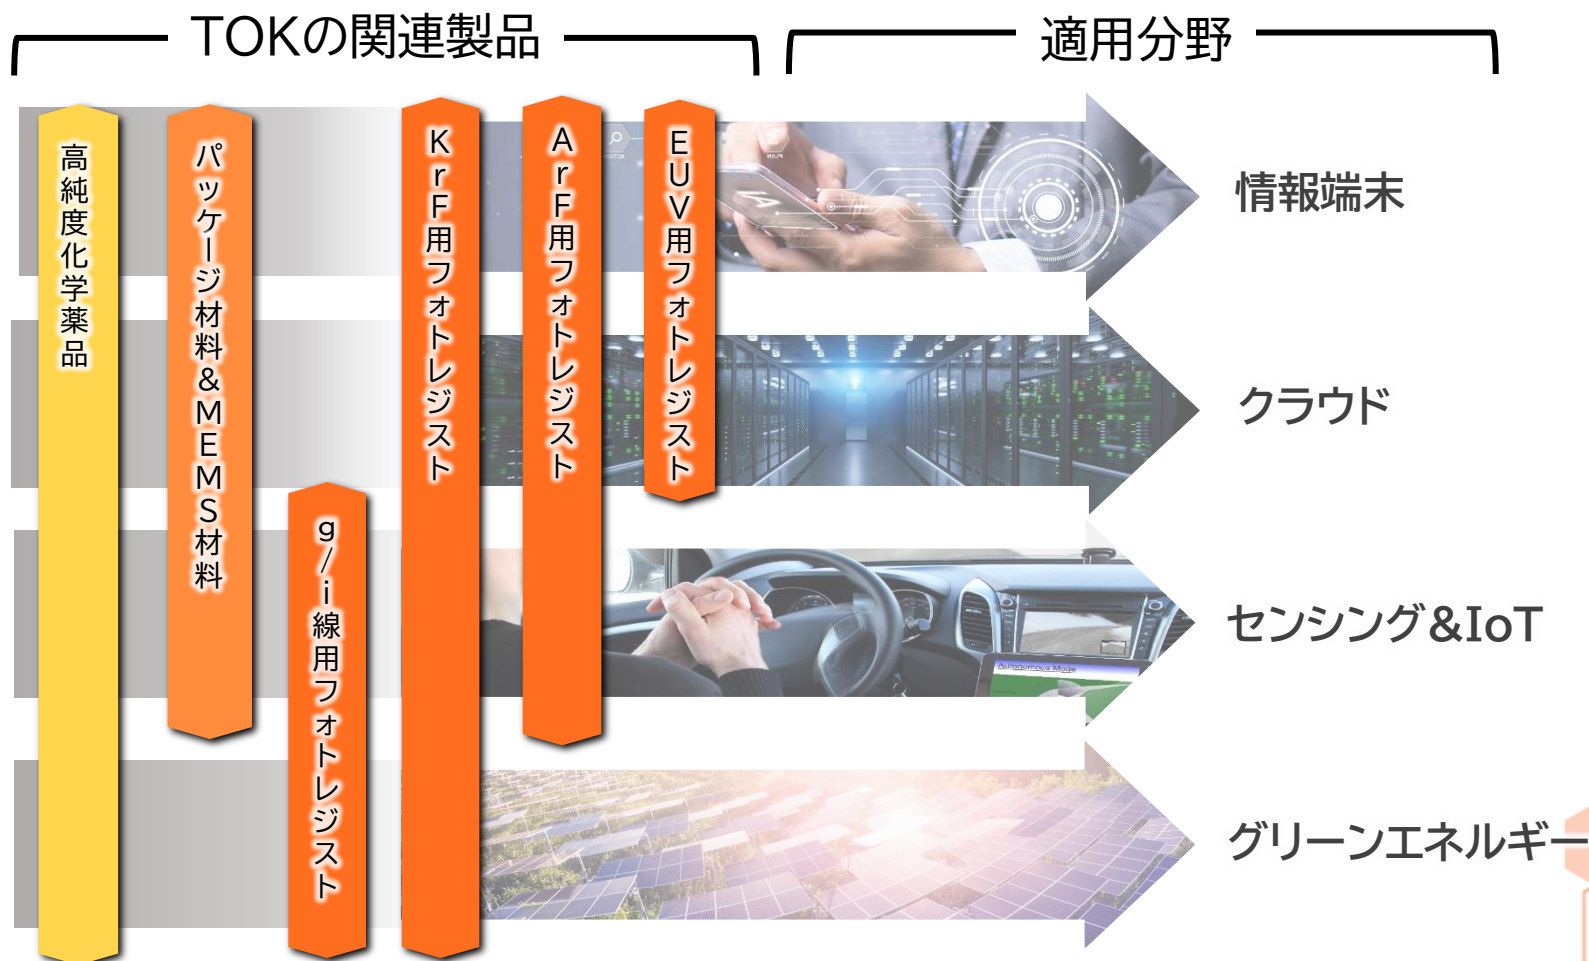 TOKの関連製品
適用分野
高純度化学薬品
パッケージ材料&MEMS材料
g/i線用フォトレジスト
KrF用フォトレジスト
ArF用フォトレジスト
EUV用フォトレジスト
情報端末
クラウド
センシング&IoT
グリーンエネルギー
Autonomous Mode